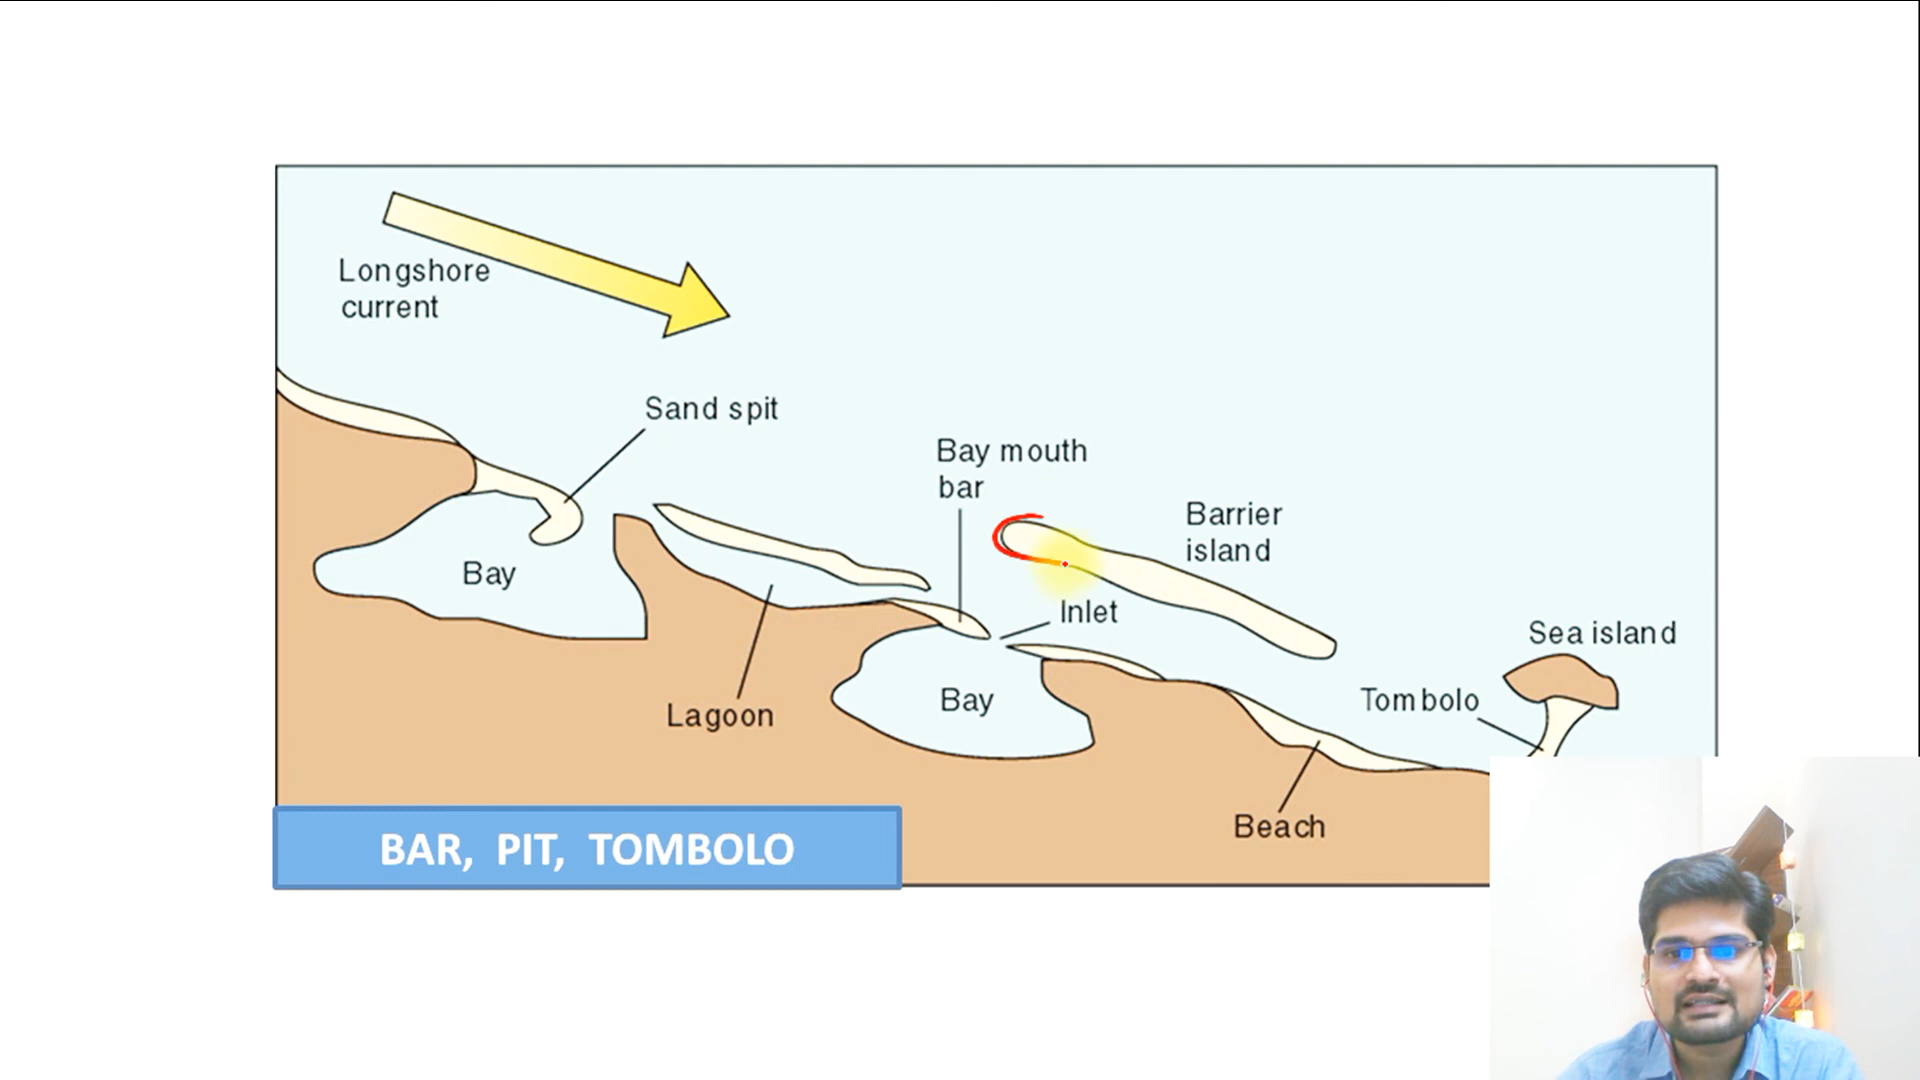 Longshore
current
Sand spit
Bay mouth
bar
Barrier
island
Bay
Inlet
Sea island
Lagoon
Bay
Tombolo
Beach
BAR, PIT, TOMBOLO